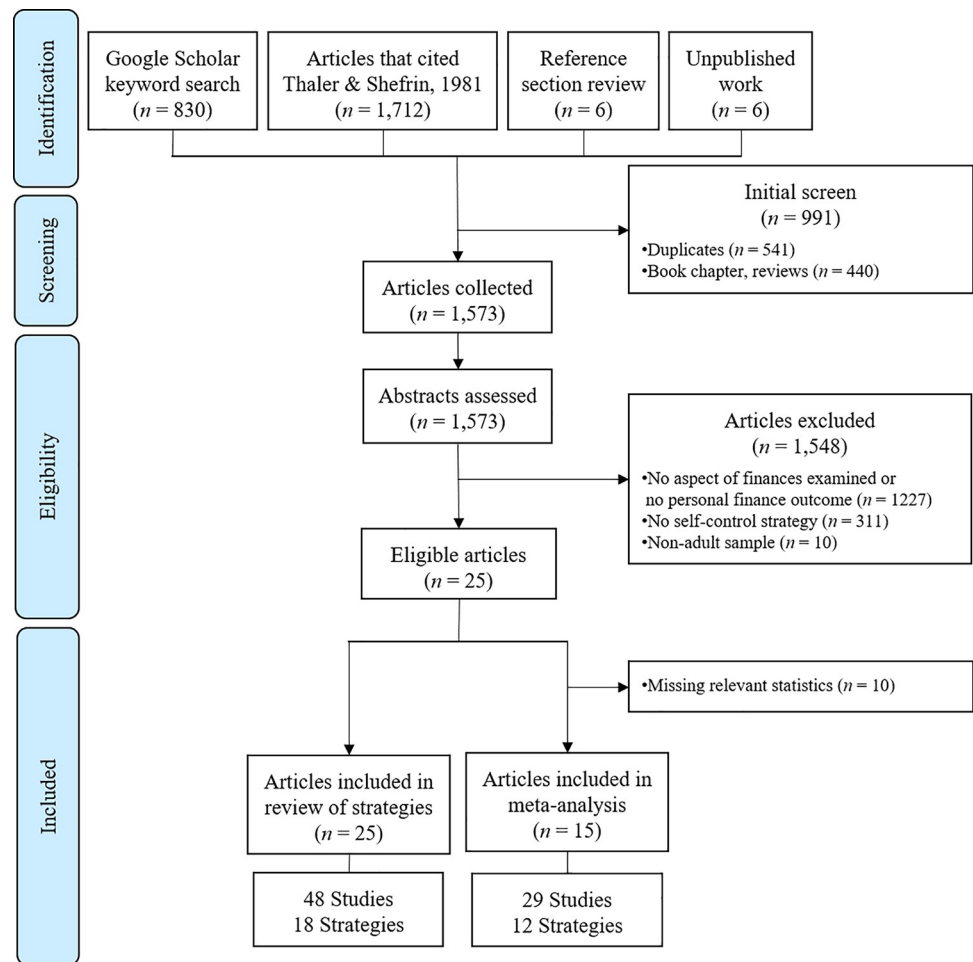 Identification
Google Scholar
keyword search
(n = 830)
Articles that cited
Thaler & Shefrin, 1981
(n = 1,712)
Reference
section review
(n = 6)
Unpublished
work
(n = 6)
Screening
Initial screen
(n = 991)
•Duplicates (n = 541)
•Book chapter, reviews (n = 440)
Articles collected
(n = 1,573)
Eligibility
Abstracts assessed
(n = 1,573)
Articles excluded
(n = 1,548)
•No aspect of finances examined or
no personal finance outcome (n = 1227)
•No self-control strategy (n = 311)
•Non-adult sample (n = 10)
Eligible articles
(n = 25)
Included
•Missing relevant statistics (n = 10)
Articles included in
review of strategies
(n = 25)
Articles included in
meta-analysis
(n = 15)
48 Studies
18 Strategies
29 Studies
12 Strategies